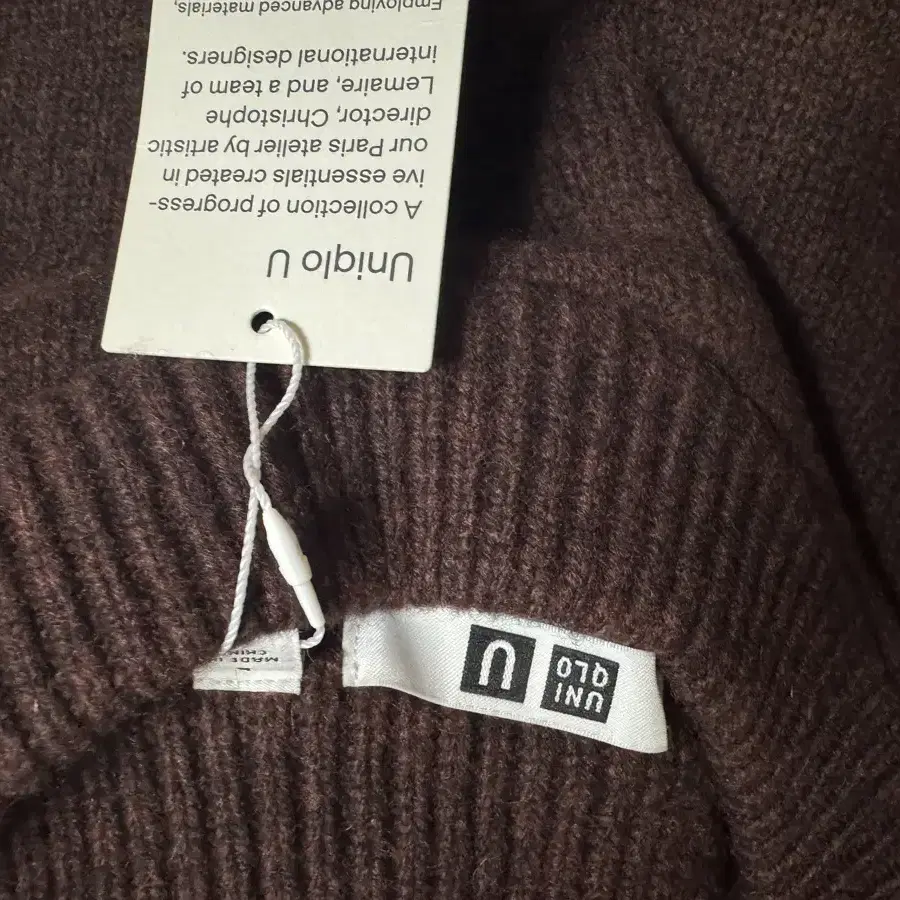 Uniqlo U
A collection of progress-
ive essentials created in
our Paris atelier by artistic
director, Christophe
Lemaire, and a team of
international designers.
Employing advanced materials,
UNI
QLO
U
MADE